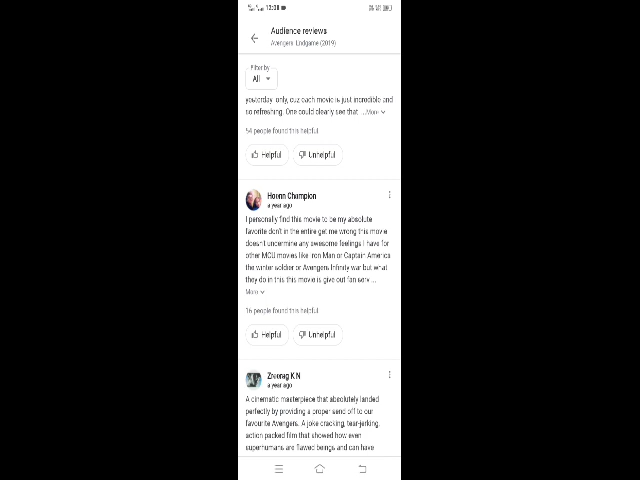 12:08
Audience reviews
Avengers: Endgame (2019)
Filter by
All
yesterday only, cuz each movie is just incredible and
so refreshing. One could clearly see that ... More
54 people found this helpful
Helpful
Unhelpful
Hoenn Champion
a year ago
I personally find this movie to be my absolute
favorite don't in the entire get me wrong this movie
doesn't undermine any awesome feelings I have for
other MCU movies like Iron Man or Captain America
the winter soldier or Avengers Infinity war but what
they do in this this movie is give out fan serv ...
More
16 people found this helpful
Helpful
Unhelpful
Zeeorag K N
a year ago
A cinematic masterpiece that absolutely landed
perfectly by providing a proper send off to our
favourite Avengers. A joke cracking, tear-jerking,
action packed film that showed how even
superhumans are flawed beings and can have